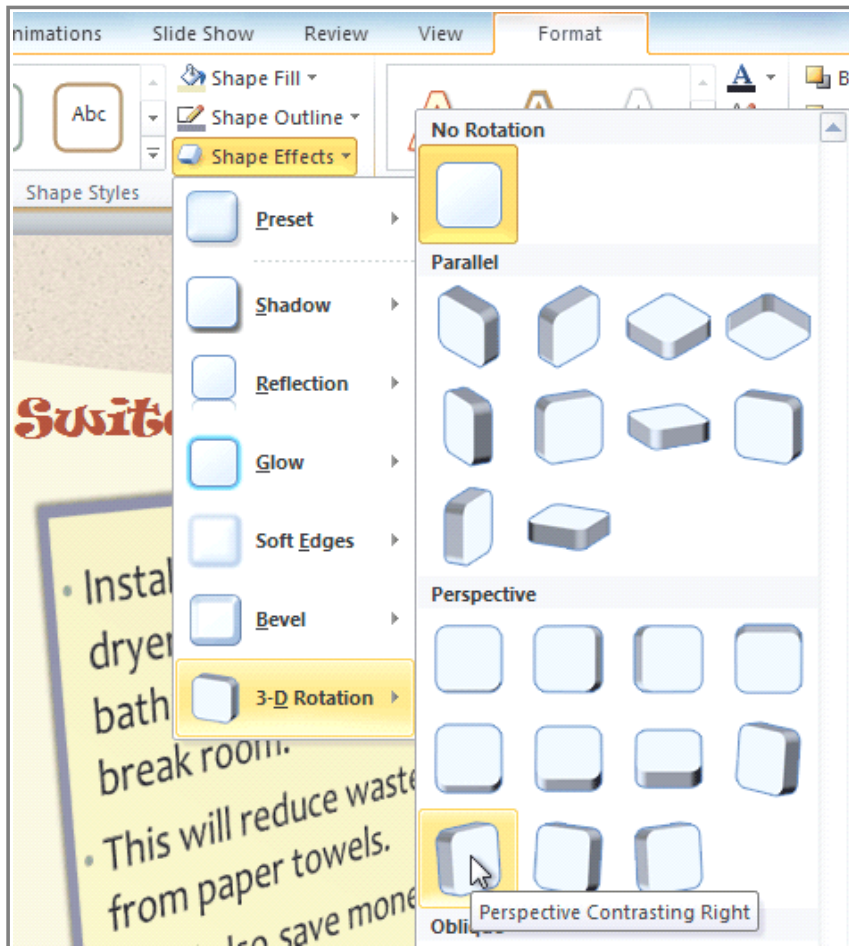 nimations Slide Show Review View Format
Abc Shape Fill A B
Shape Outline
Shape Effects
Shape Styles
No Rotation
Preset
Parallel
Shadow
Reflection
Glow
Soft Edges
Bevel
3-D Rotation
Perspective
Perspective Contrasting Right
Switc
• Instal
dryer
bath
break room.
• This will reduce waste
from paper towels.
also save mone